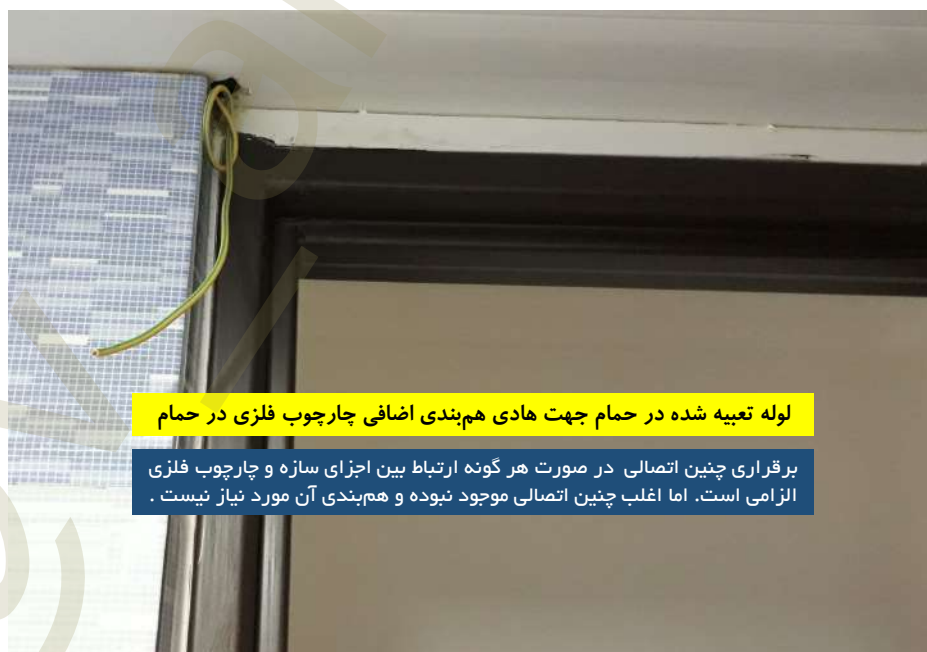 لوله تعبیه شده در حمام جهت هادی هم‌بندی اضافی چارچوب فلزی در حمام
برقراری چنین اتصالی در صورت هر گونه ارتباط بین اجزای سازه و چارچوب فلزی
الزامی است. اما اغلب چنین اتصالی موجود نبوده و هم‌بندی آن مورد نیاز نیست .